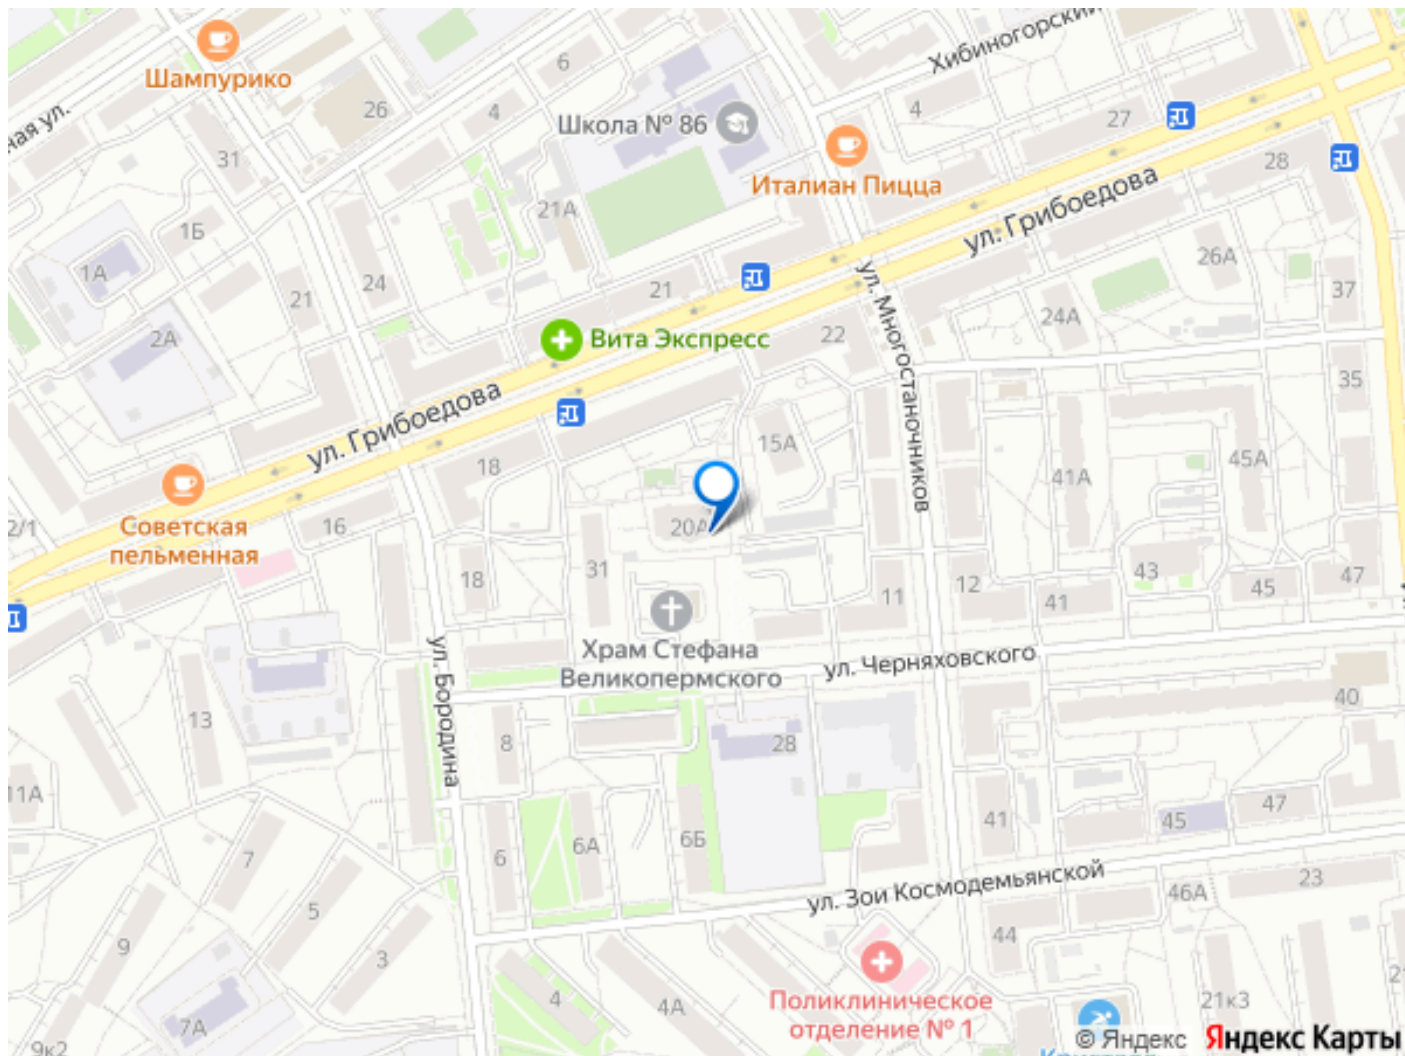 Шампурико
6
26
4
Школа № 86
Хибиногорский
4
27
Италиан Пицца
28
ная ул.
31
21А
ул. Грибоедова
1Б
1А
24
21
21
26А
37
2А
Вита Экспресс
22
24А
ул. Многостаночников
35
ул. Грибоедова
18
15А
41А
45А
Советская
пельменная
2/1
16
20А
18
31
11
12
43
41
45
47
Храм Стефана
Великопермского
ул. Черняховского
ул. Бородина
13
8
28
40
11А
7
6
6А
6Б
41
45
47
ул. Зои Космодемьянской
46А
23
5
9
3
44
4
4А
Поликлиническое
отделение № 1
21к3
7А
9к2
© Яндекс
Яндекс Карты